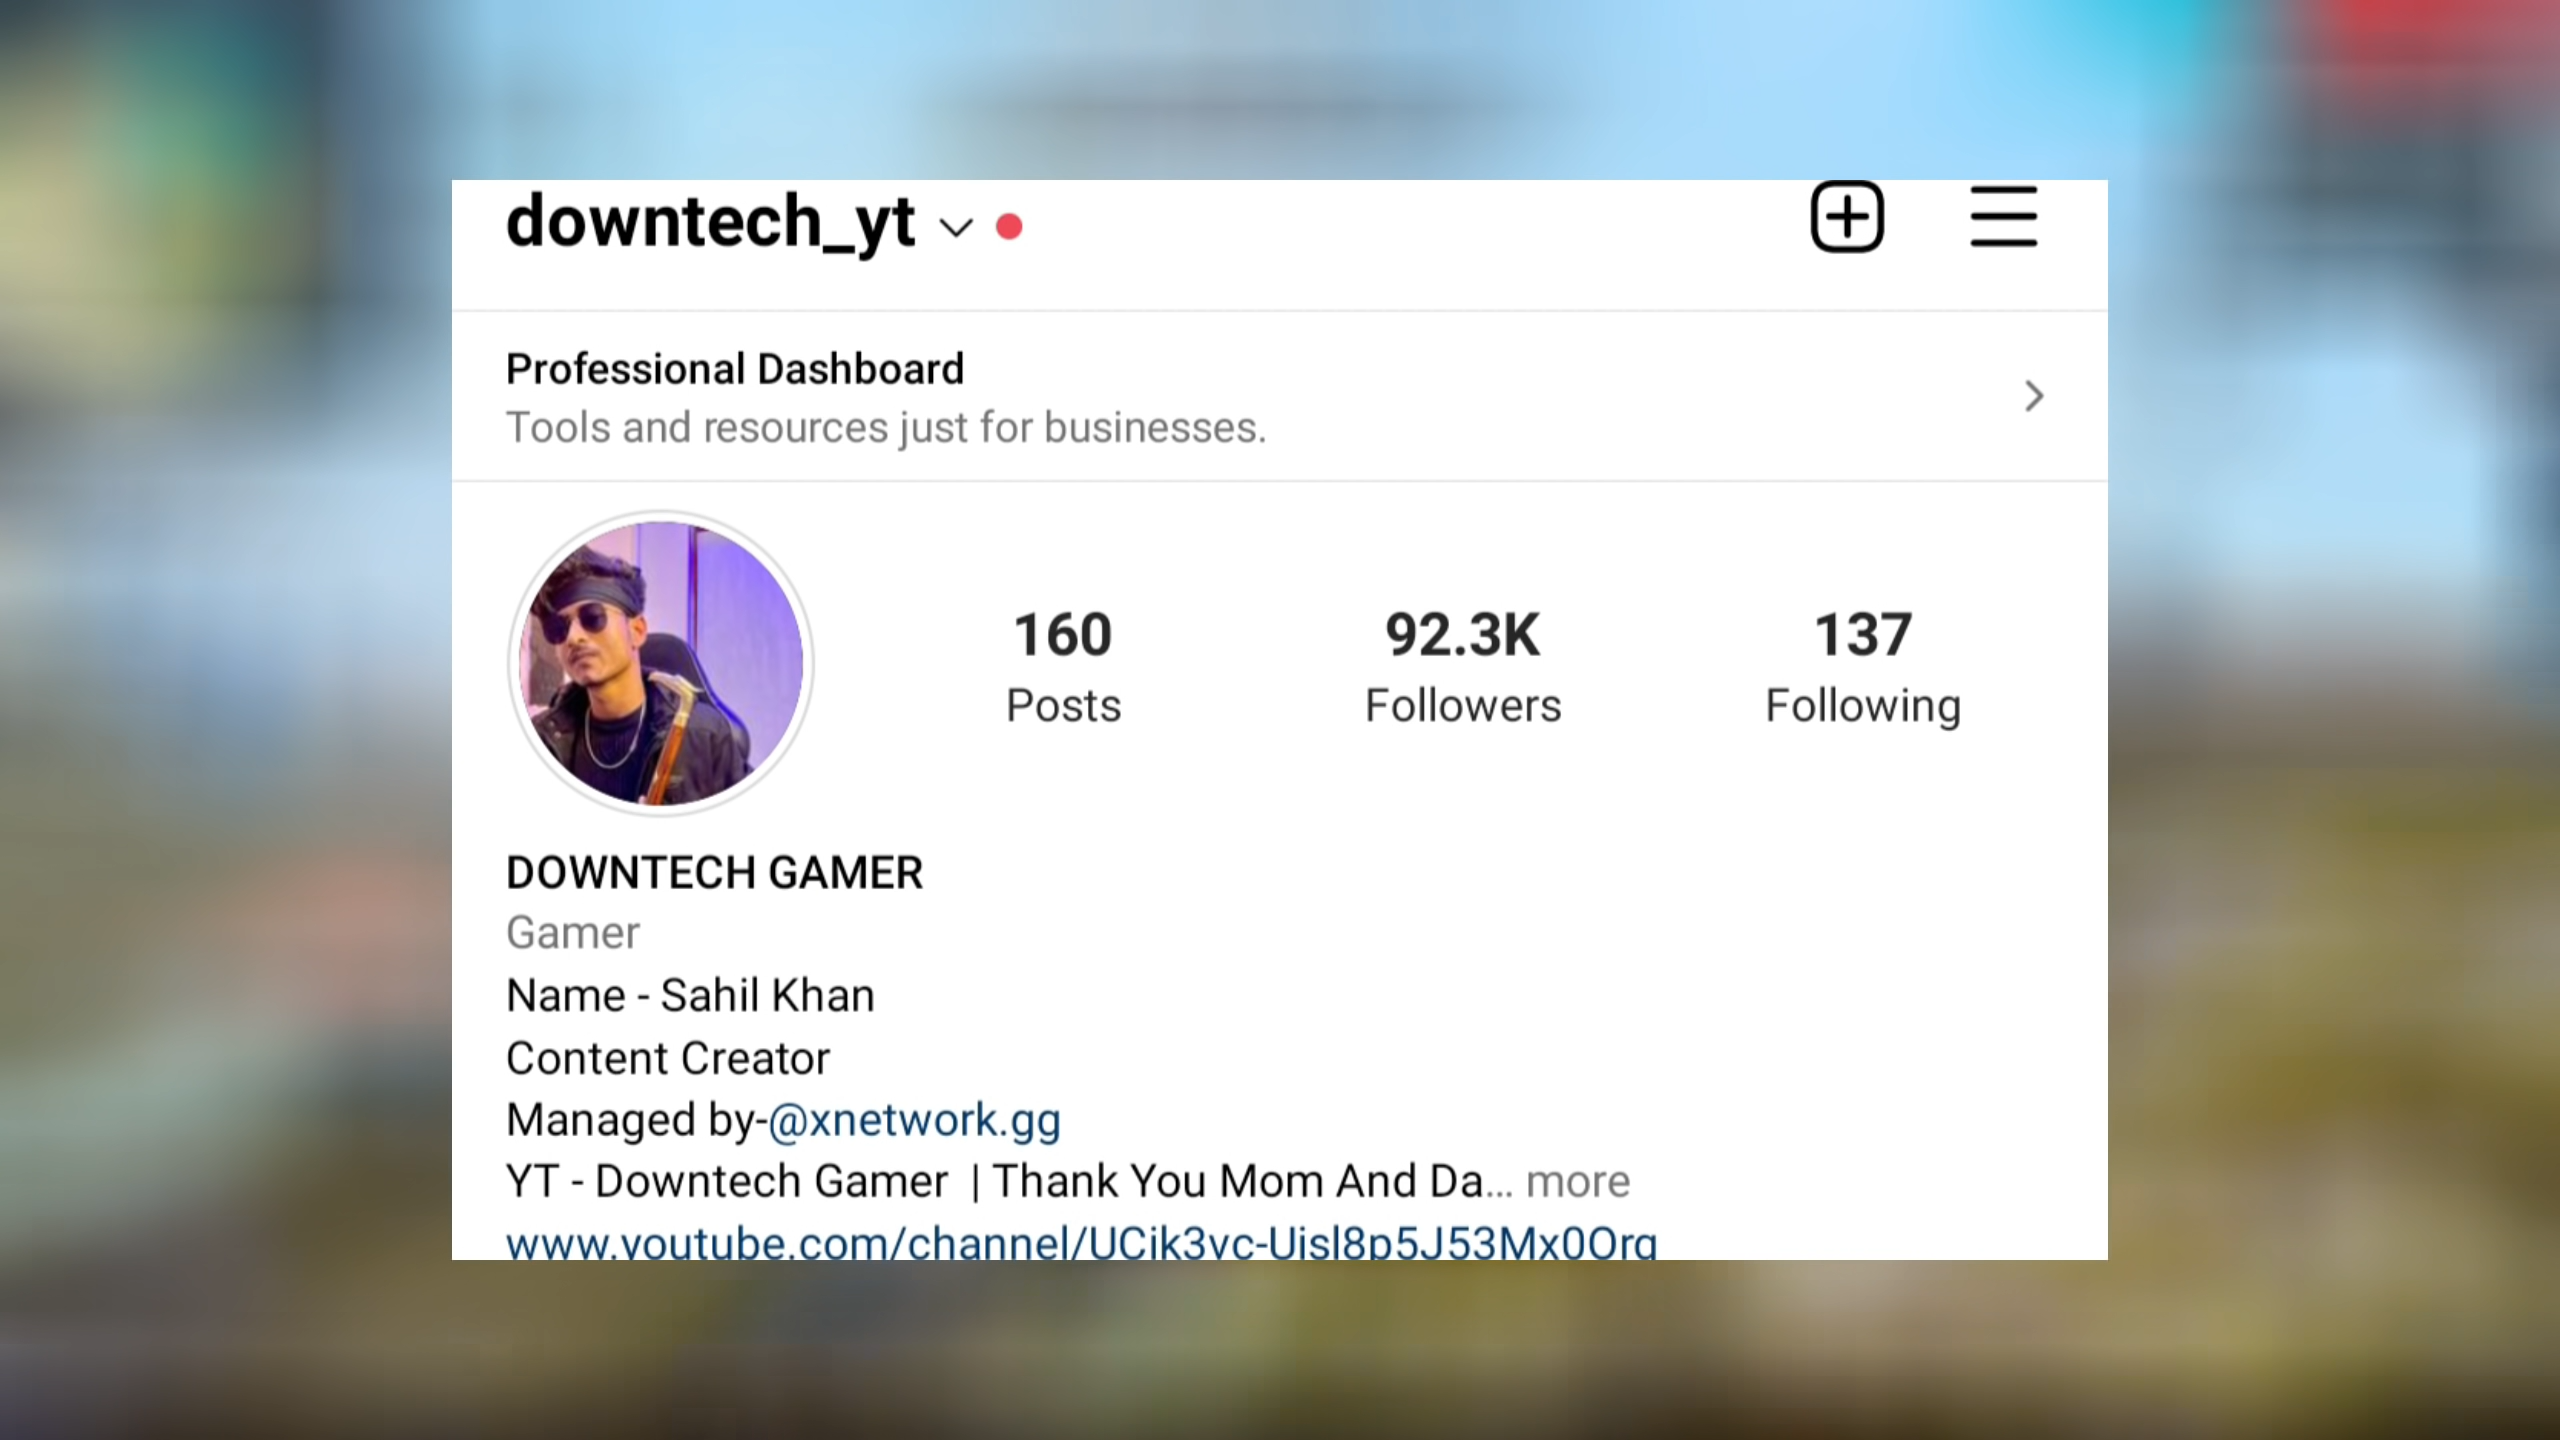 downtech_yt
Professional Dashboard
Tools and resources just for businesses.
160
Posts
92.3K
Followers
137
Following
DOWNTECH GAMER
Gamer
Name - Sahil Khan
Content Creator
Managed by-@xnetwork.gg
YT - Downtech Gamer | Thank You Mom And Da... more
www.youtube.com/channel/UCik3vc-Uisl8p5J53Mx0Org